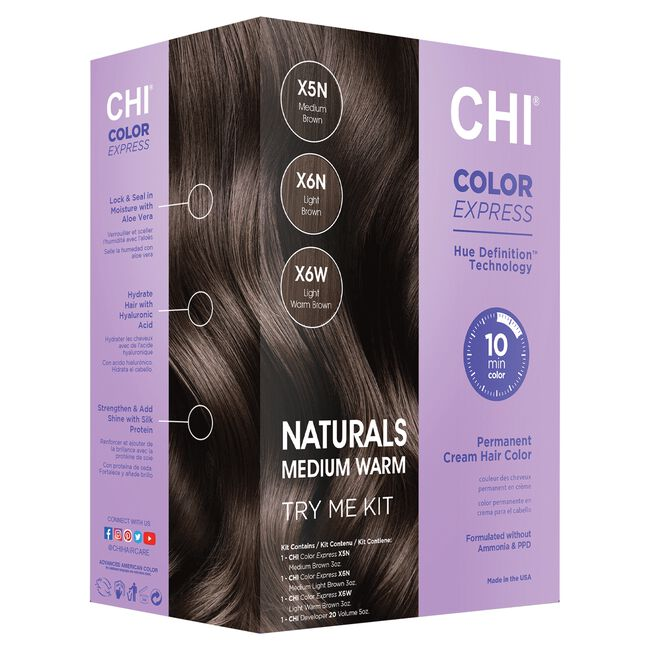 CHI®
COLOR
EXPRESS
Lock & Seal in
Moisture with
Aloe Vera
Verrouiller et sceller
l'humidité avec l'aloès
Selle la humedad con
aloe vera
Hydrate
Hair with
Hyaluronic
Acid
Hydrater les cheveux
avec de l'acide
hyaluronique
Con acido hialurónico.
Hidrata el cabello.
Strengthen & Add
Shine with Silk
Protein
Renforcer et ajouter de
la brillance avec la
protéine de soie
Con proteína de seda.
Fortalece y añade brillo
CONNECT WITH US
@CHIHAIRCARE
ADVANCED AMERICAN COLOR
X5N
Medium
Brown
X6N
Light
Brown
X6W
Light
Warm Brown
NATURALS
MEDIUM WARM
TRY ME KIT
Kit Contains / Kit Contenu / Kit Contiene:
1 - CHI Color Express X5N
Medium Brown 3oz.
1 - CHI Color Express X6N
Medium Light Brown 3oz.
1 - CHI Color Express X6W
Light Warm Brown 3oz.
1 - CHI Developer 20 Volume 5oz.
CHI®
COLOR
EXPRESS
Hue Definition™
Technology
10
min
color
Permanent
Cream Hair Color
couleur des cheveux
permanent en crème
color permanente en
crema para el cabello
Formulated without
Ammonia & PPD
Made in the USA